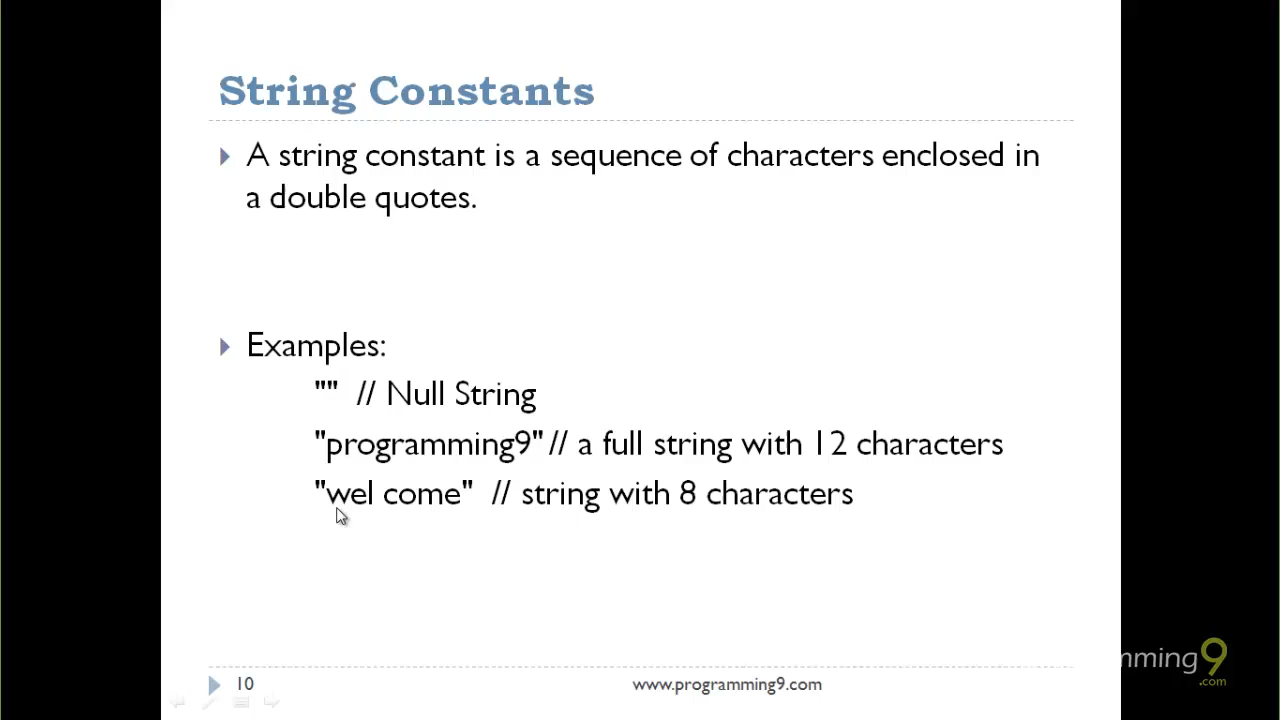 String Constants
A string constant is a sequence of characters enclosed in
a double quotes.
Examples:
"" // Null String
"programming9" // a full string with 12 characters
"wel come" // string with 8 characters
10
www.programming9.com
mming9
.com